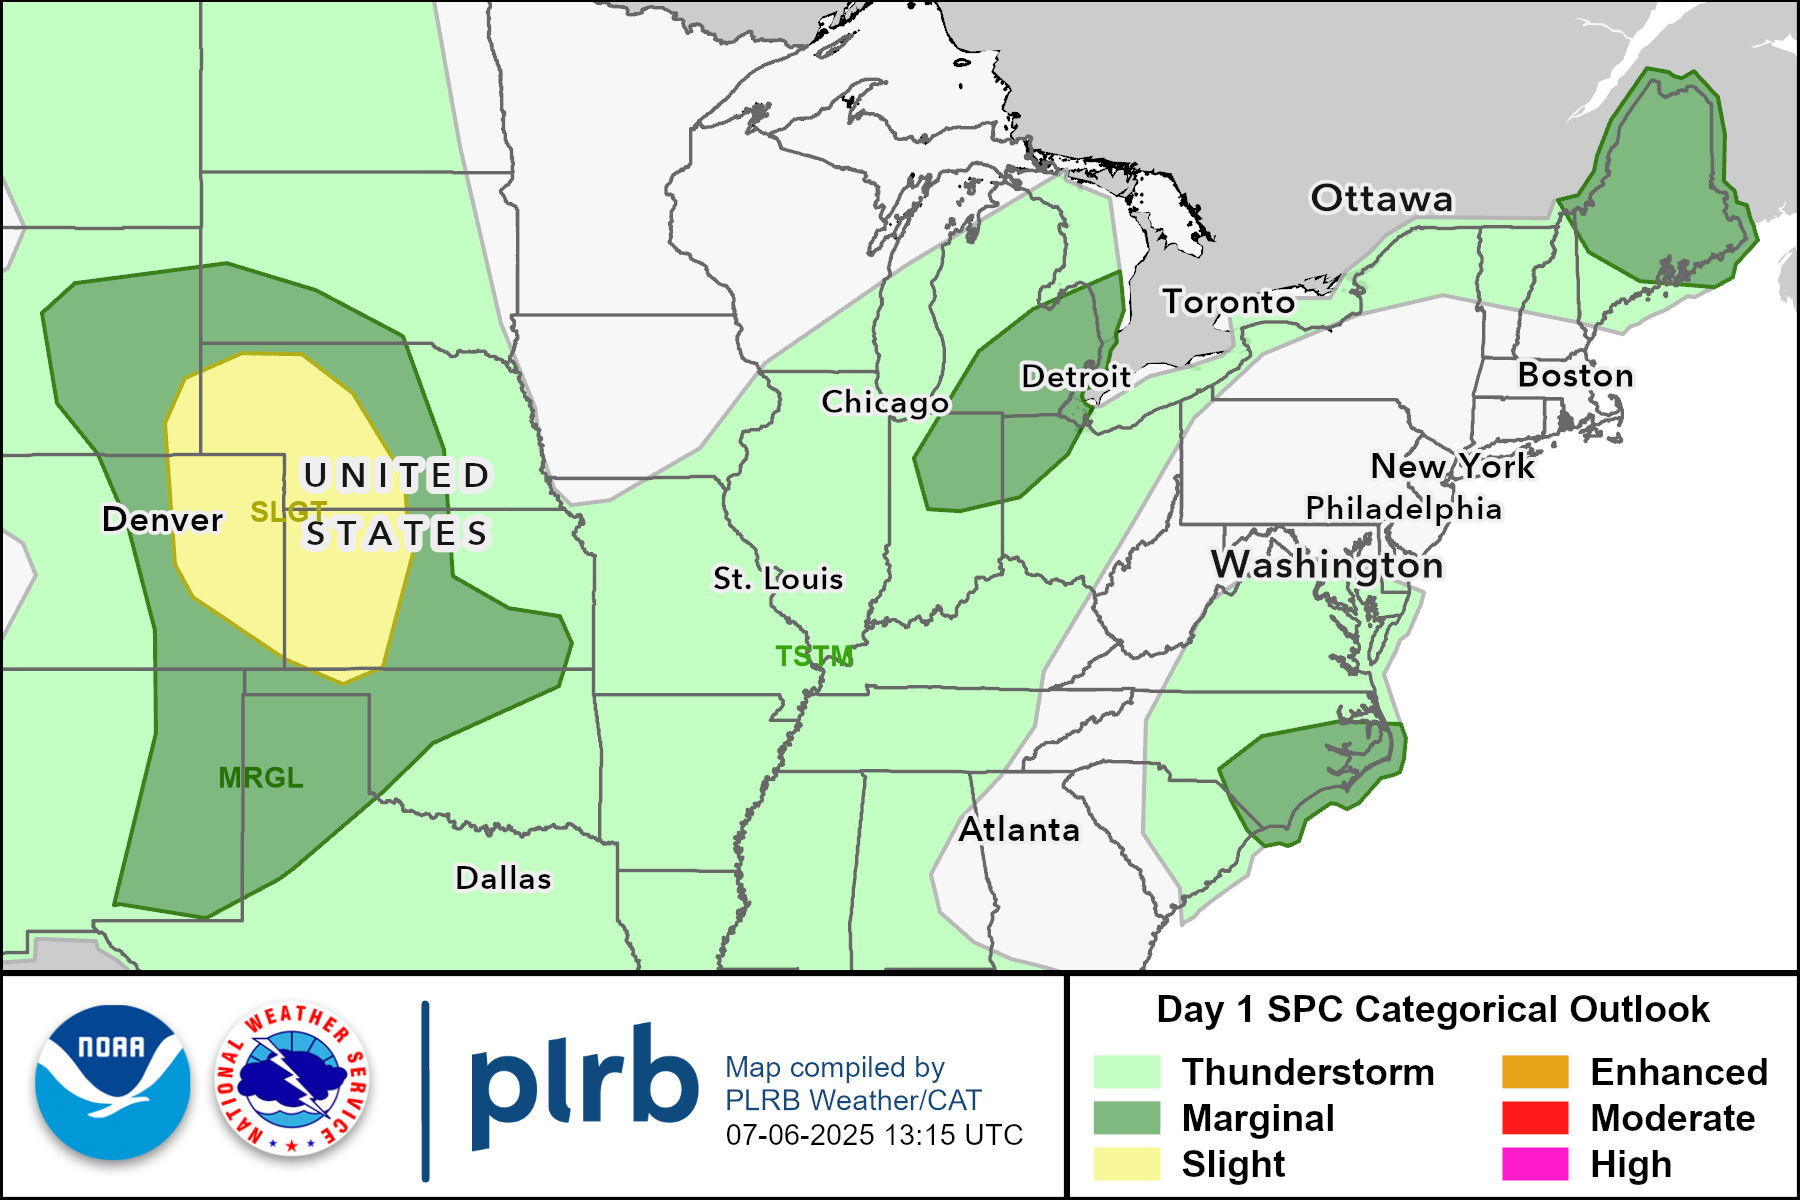 Ottawa
Toronto
Detroit
Chicago
Boston
New York
Philadelphia
Washington
UNITED
STATES
SLGT
Denver
St. Louis
TSTM
MRGL
Atlanta
Dallas
NOAA
NATIONAL WEATHER SERVICE
plrb
Map compiled by
PLRB Weather/CAT
07-06-2025 13:15 UTC
Day 1 SPC Categorical Outlook
Thunderstorm
Marginal
Slight
Enhanced
Moderate
High